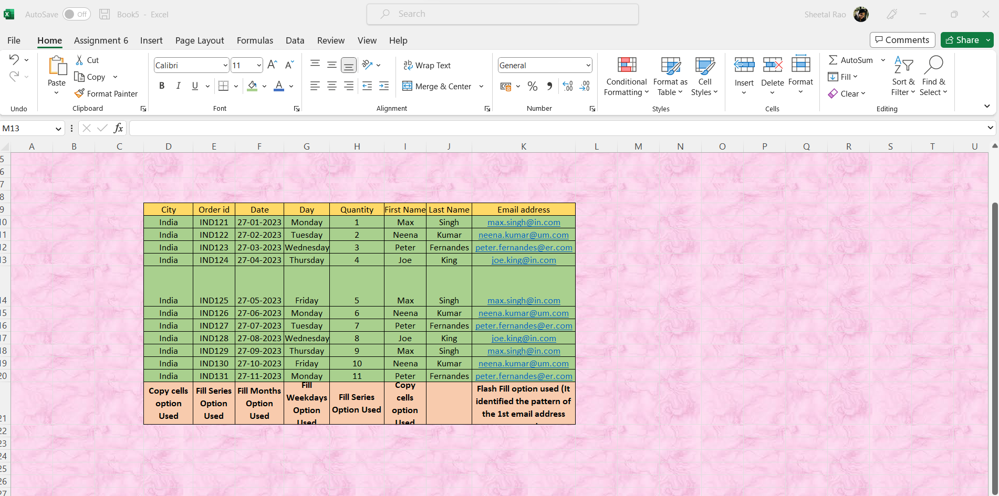 AutoSave Off Book5 - Excel Search Sheetal Rao
File Home Assignment 6 Insert Page Layout Formulas Data Review View Help Comments Share
Cut
Copy
Format Painter
Paste
Calibri 11
B I U
Wrap Text
Merge & Center
General
% 
Conditional Formatting
Format as Table
Cell Styles
Insert Delete Format
AutoSum
Fill
Clear
Sort & Filter
Find & Select
Undo Clipboard Font Alignment Number Styles Cells Editing
M13 fx
A B C D E F G H I J K L M N O P Q R S T U
5
6
7
8
9 City Order id Date Day Quantity First Name Last Name Email address
10 India IND121 27-01-2023 Monday 1 Max Singh max.singh@in.com
11 India IND122 27-02-2023 Tuesday 2 Neena Kumar neena.kumar@um.com
12 India IND123 27-03-2023 Wednesday 3 Peter Fernandes peter.fernandes@er.com
13 India IND124 27-04-2023 Thursday 4 Joe King joe.king@in.com
14 India IND125 27-05-2023 Friday 5 Max Singh max.singh@in.com
15 India IND126 27-06-2023 Monday 6 Neena Kumar neena.kumar@um.com
16 India IND127 27-07-2023 Tuesday 7 Peter Fernandes peter.fernandes@er.com
17 India IND128 27-08-2023 Wednesday 8 Joe King joe.king@in.com
18 India IND129 27-09-2023 Thursday 9 Max Singh max.singh@in.com
19 India IND130 27-10-2023 Friday 10 Neena Kumar neena.kumar@um.com
20 India IND131 27-11-2023 Monday 11 Peter Fernandes peter.fernandes@er.com
Copy cells
option
Used
Fill Series
Option
Used
Fill Months
Option
Used
Fill
Weekdays
Option
Used
Fill Series
Option Used
Copy
cells
option
Used
Flash Fill option used (It
identified the pattern of
the 1st email address
21
22
23
24
25
26
27